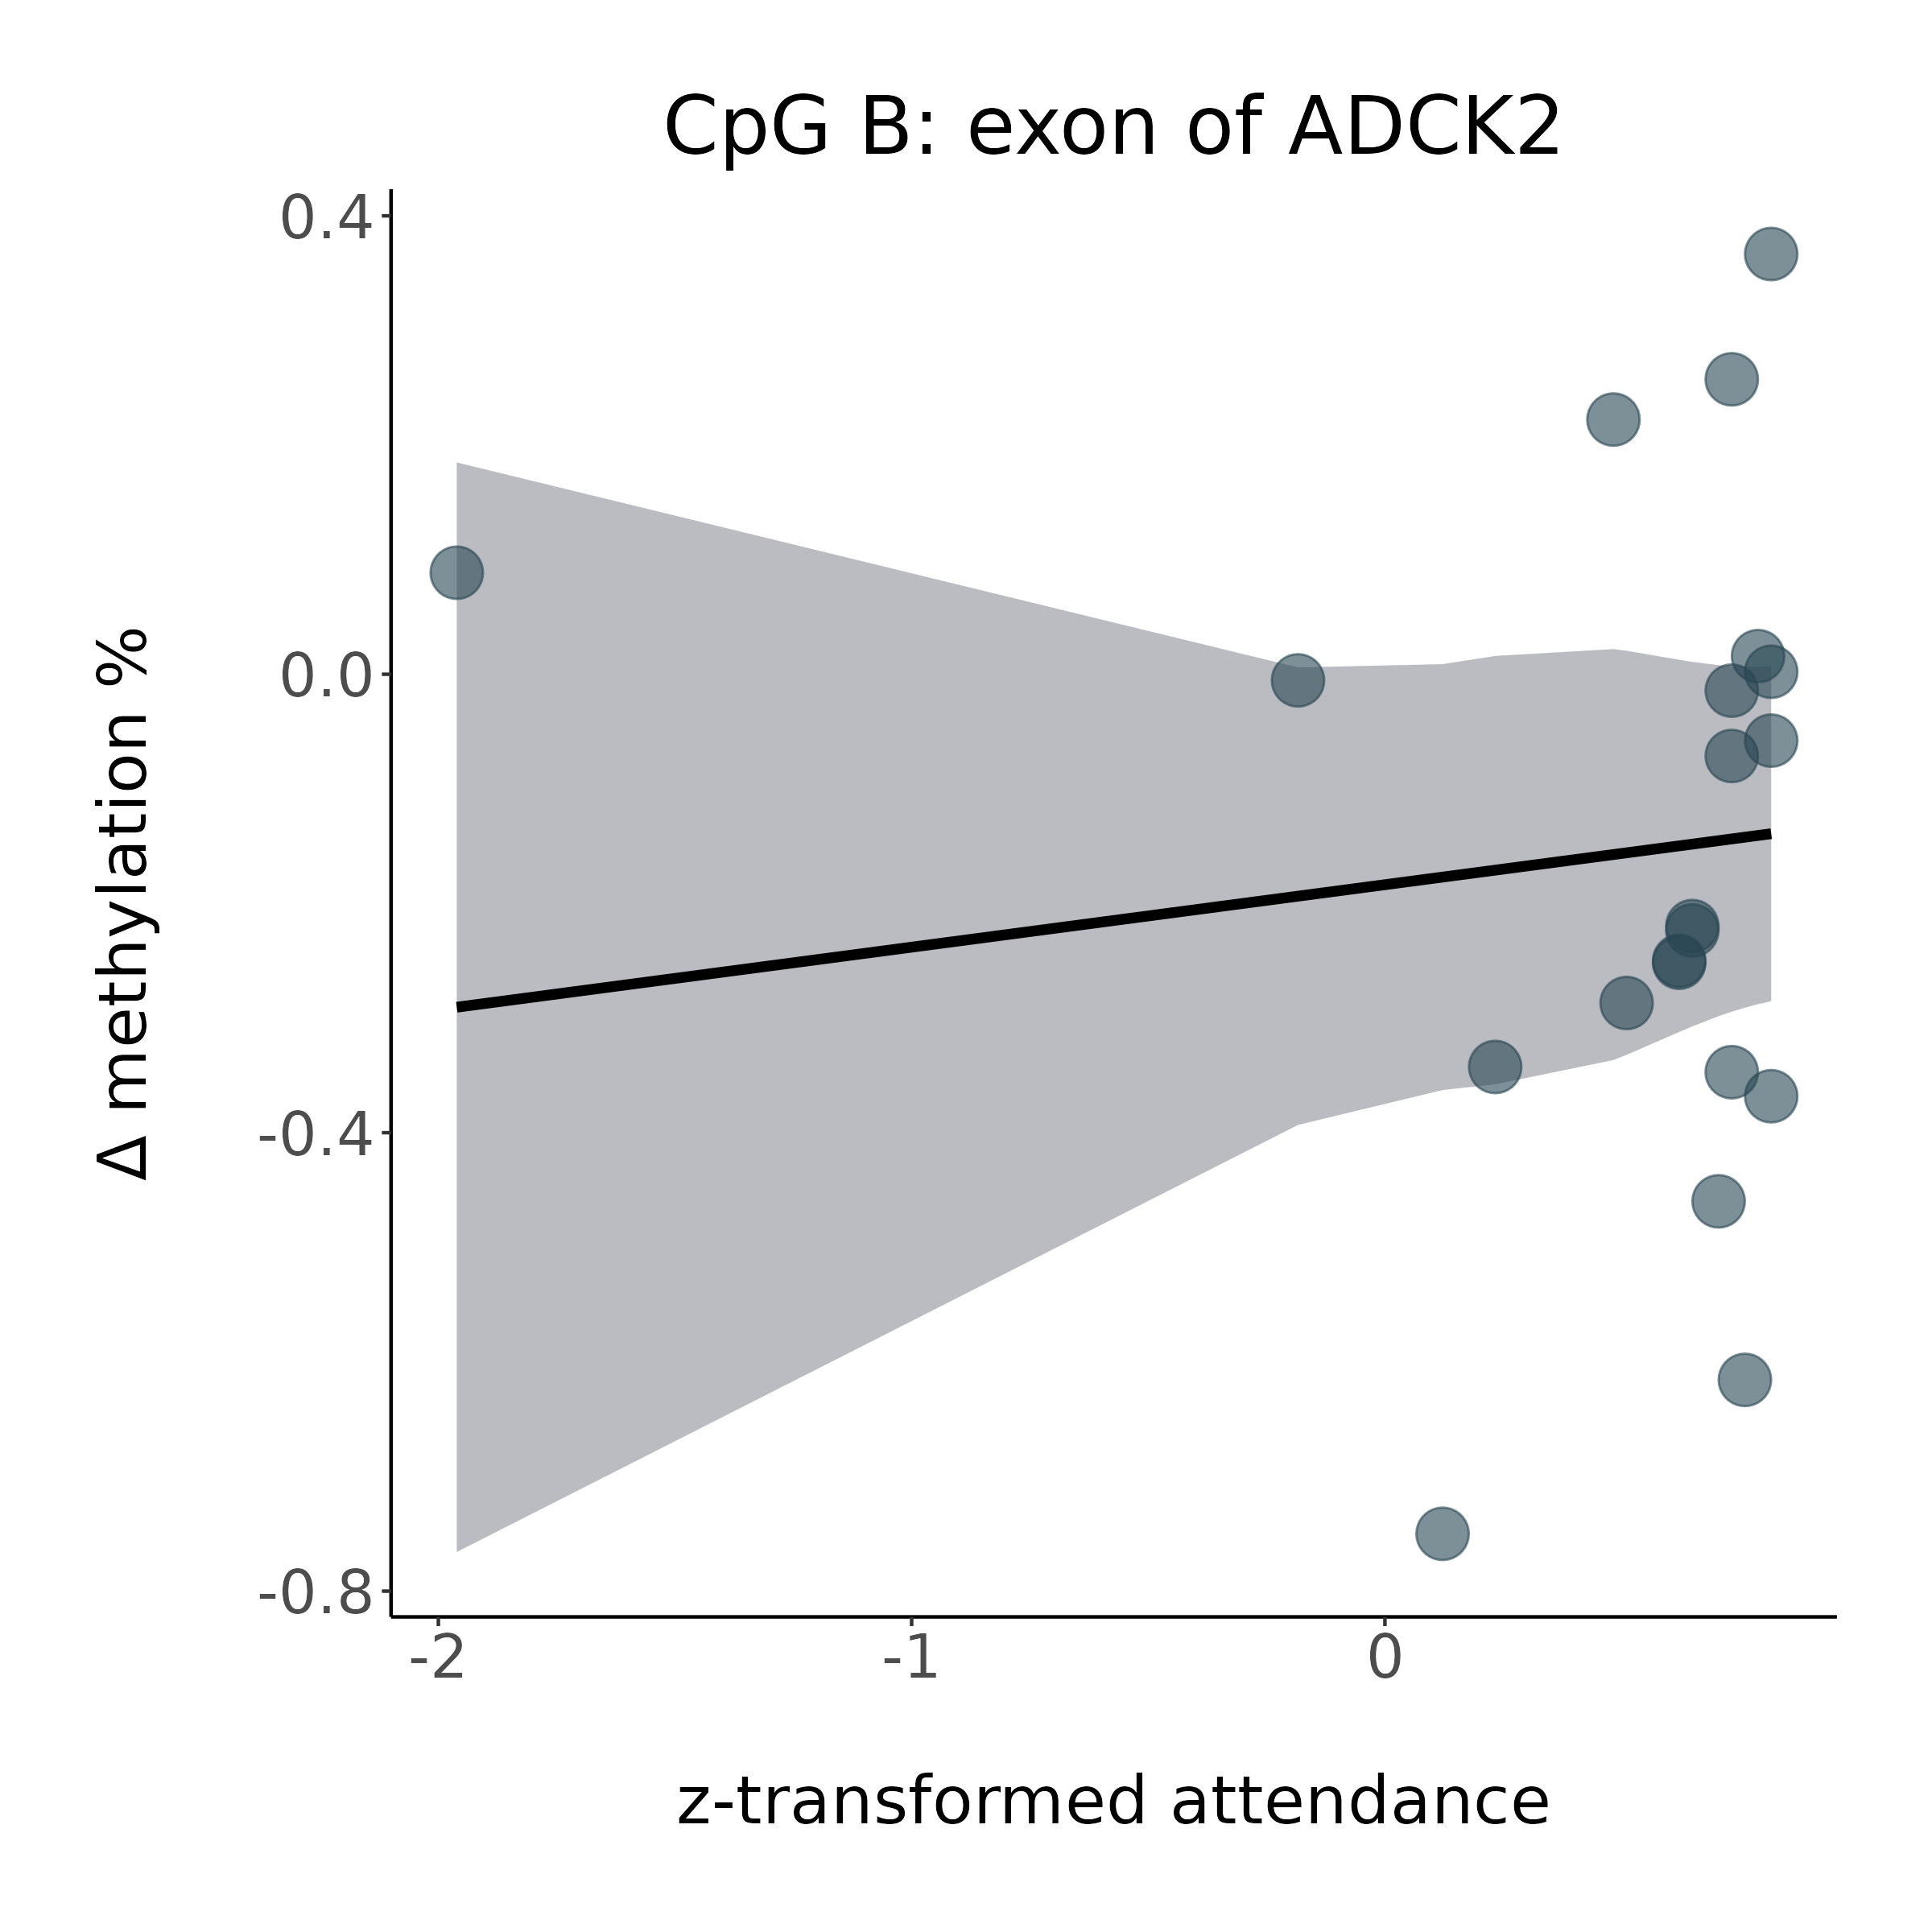 CpG B: exon of ADCK2
Δ methylation %
0.4
0.0
-0.4
-0.8
-2
-1
0
z-transformed attendance